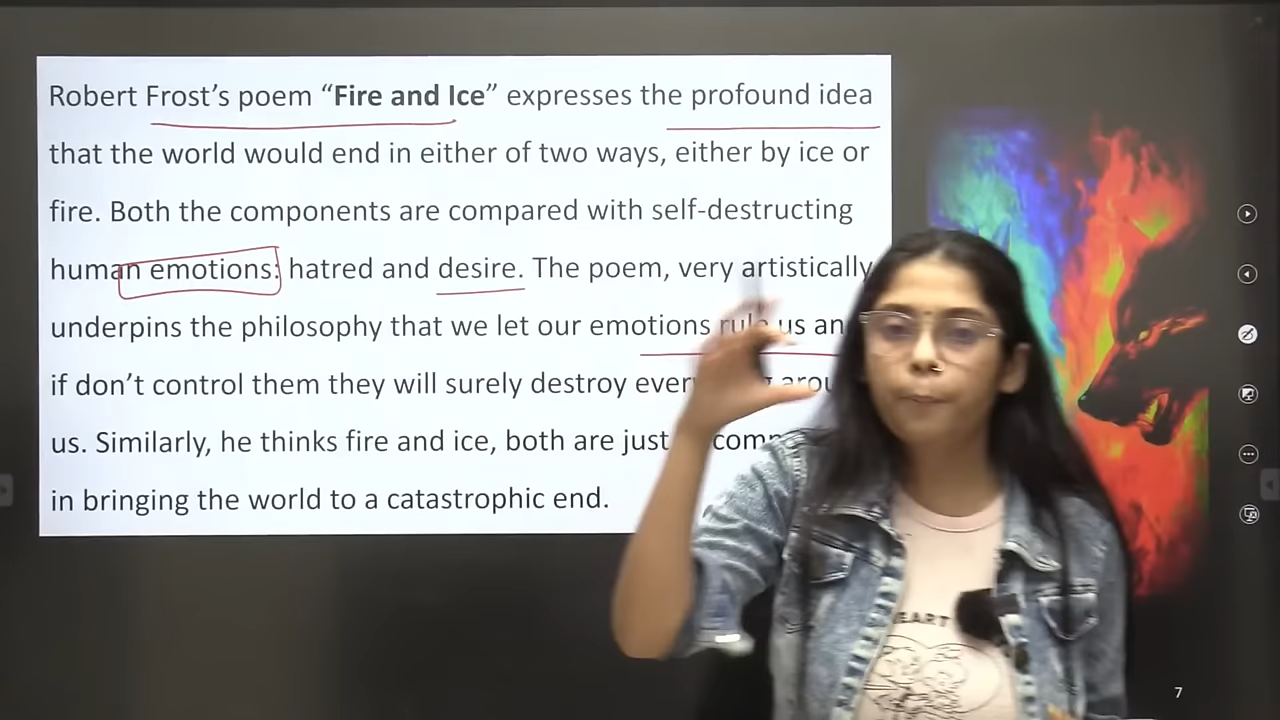 Robert Frost’s poem “Fire and Ice” expresses the profound idea
that the world would end in either of two ways, either by ice or
fire. Both the components are compared with self-destructing
human emotions: hatred and desire. The poem, very artistically
underpins the philosophy that we let our emotions rule us an
if don’t control them they will surely destroy
us. Similarly, he thinks fire and ice, both are just
in bringing the world to a catastrophic end.
EART
7